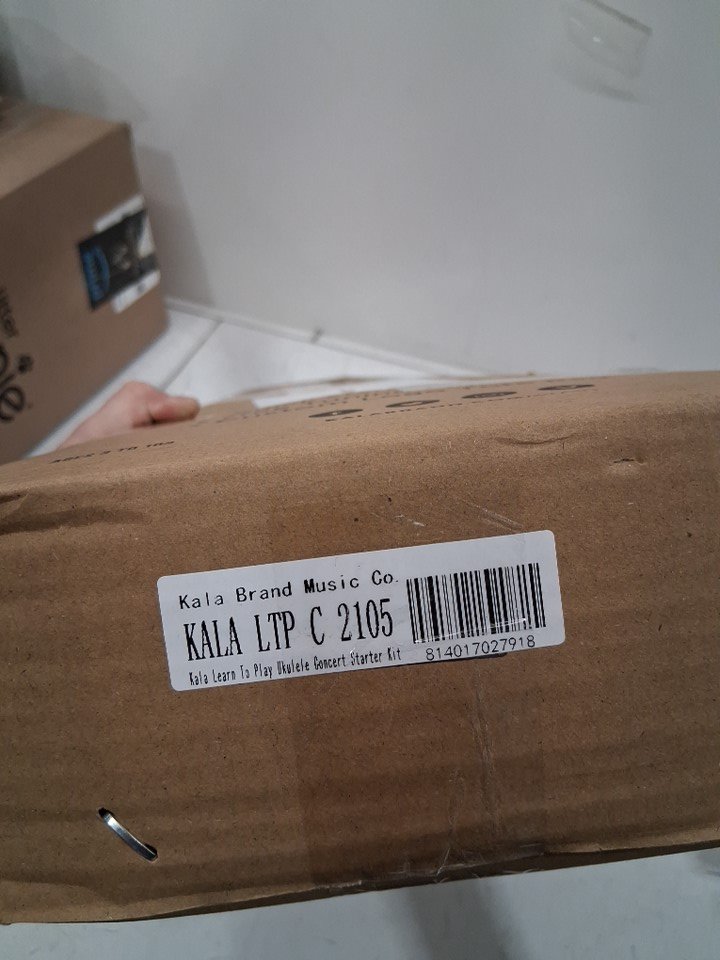 Kala Brand Music Co.
KALA LTP C 2105
Kala Learn To Play Ukulele Concert Starter Kit
814017027918